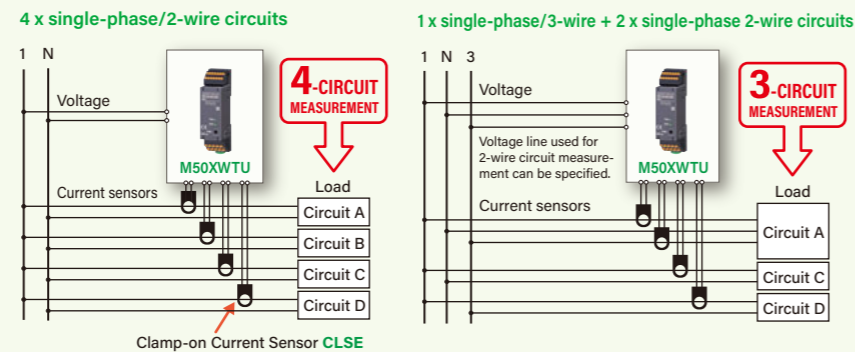 4 x single-phase/2-wire circuits
1 N
Voltage
M50XWTU
4-CIRCUIT
MEASUREMENT
Current sensors
Load
Circuit A
Circuit B
Circuit C
Circuit D
Clamp-on Current Sensor CLSE
1 x single-phase/3-wire + 2 x single-phase 2-wire circuits
1 N 3
Voltage
Voltage line used for
2-wire circuit measure-
ment can be specified.
M50XWTU
3-CIRCUIT
MEASUREMENT
Current sensors
Load
Circuit A
Circuit C
Circuit D